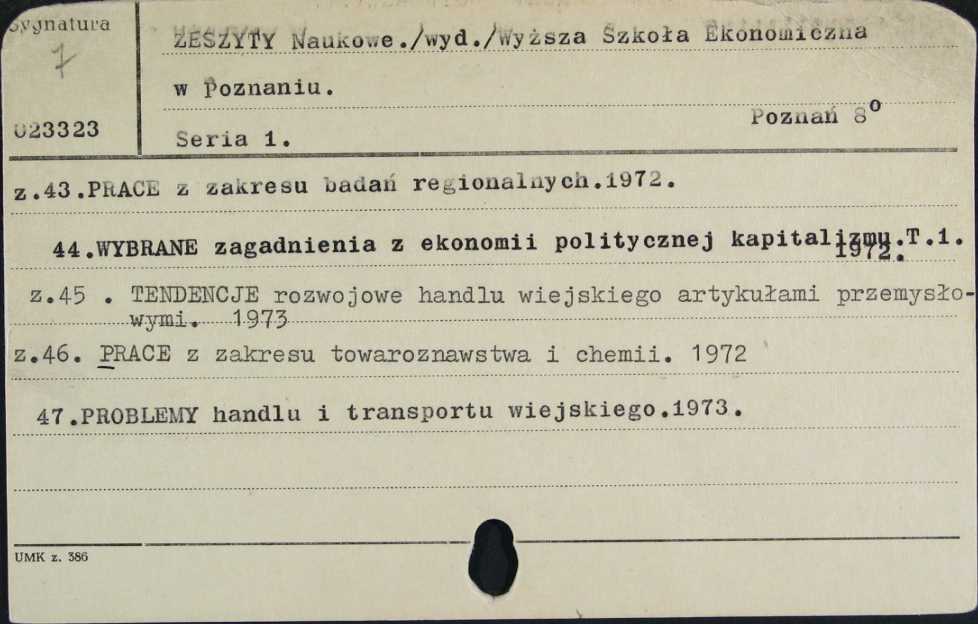 Sygnatura
7
ZESZYTY Naukowe./wyd./Wyższa Szkoła Ekonomiczna
w Poznaniu.
Poznań 8º
023323
Seria 1.
z.43.PRACE z zakresu badań regionalnych.1972.
44.WYBRANE zagadnienia z ekonomii politycznej kapitalizmu.T.1.
1972.
z.45 . TENDENCJE rozwojowe handlu wiejskiego artykułami przemysło-
wymi. 1973
z.46. PRACE z zakresu towaroznawstwa i chemii. 1972
47.PROBLEMY handlu i transportu wiejskiego.1973.
UMK z. 386